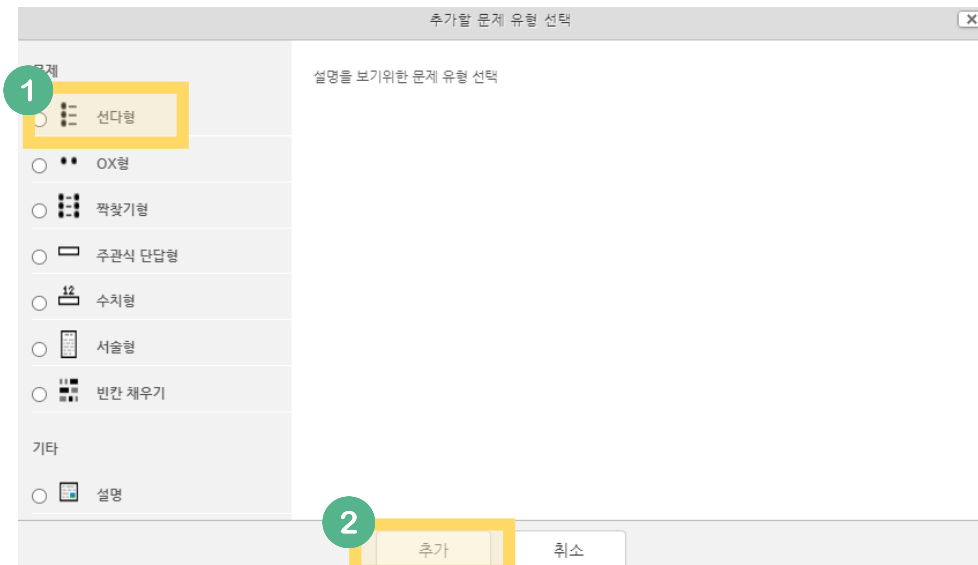 추가할 문제 유형 선택
문제
1
선다형
OX형
짝찾기형
주관식 단답형
12
수치형
서술형
빈칸 채우기
기타
설명
설명을 보기위한 문제 유형 선택
2
추가
취소